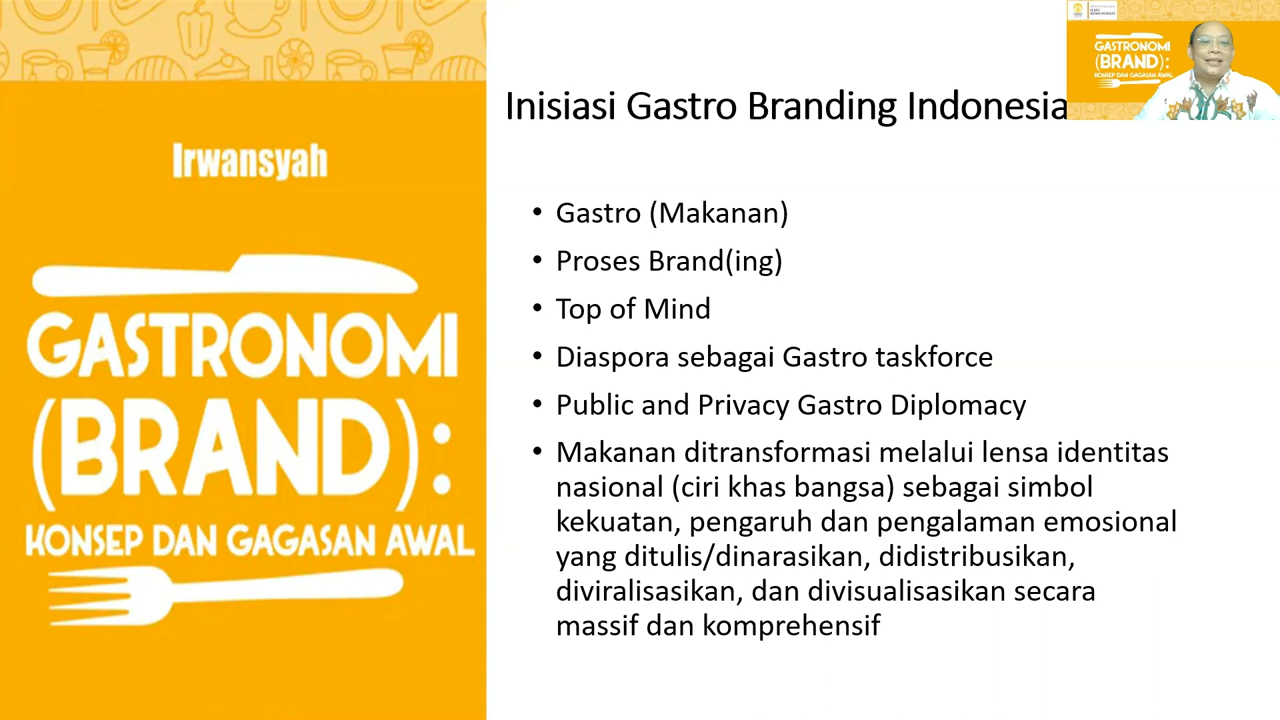 Irwansyah
GASTRONOMI
(BRAND):
KONSEP DAN GAGASAN AWAL
Inisiasi Gastro Branding Indonesia
• Gastro (Makanan)
• Proses Brand(ing)
• Top of Mind
• Diaspora sebagai Gastro taskforce
• Public and Privacy Gastro Diplomacy
• Makanan ditransformasi melalui lensa identitas
nasional (ciri khas bangsa) sebagai simbol
kekuatan, pengaruh dan pengalaman emosional
yang ditulis/dinarasikan, didistribusikan,
diviralisasikan, dan divisualisasikan secara
massif dan komprehensif
GASTRONOMI
(BRAND):
KONSEP DAN GAGASAN AWAL